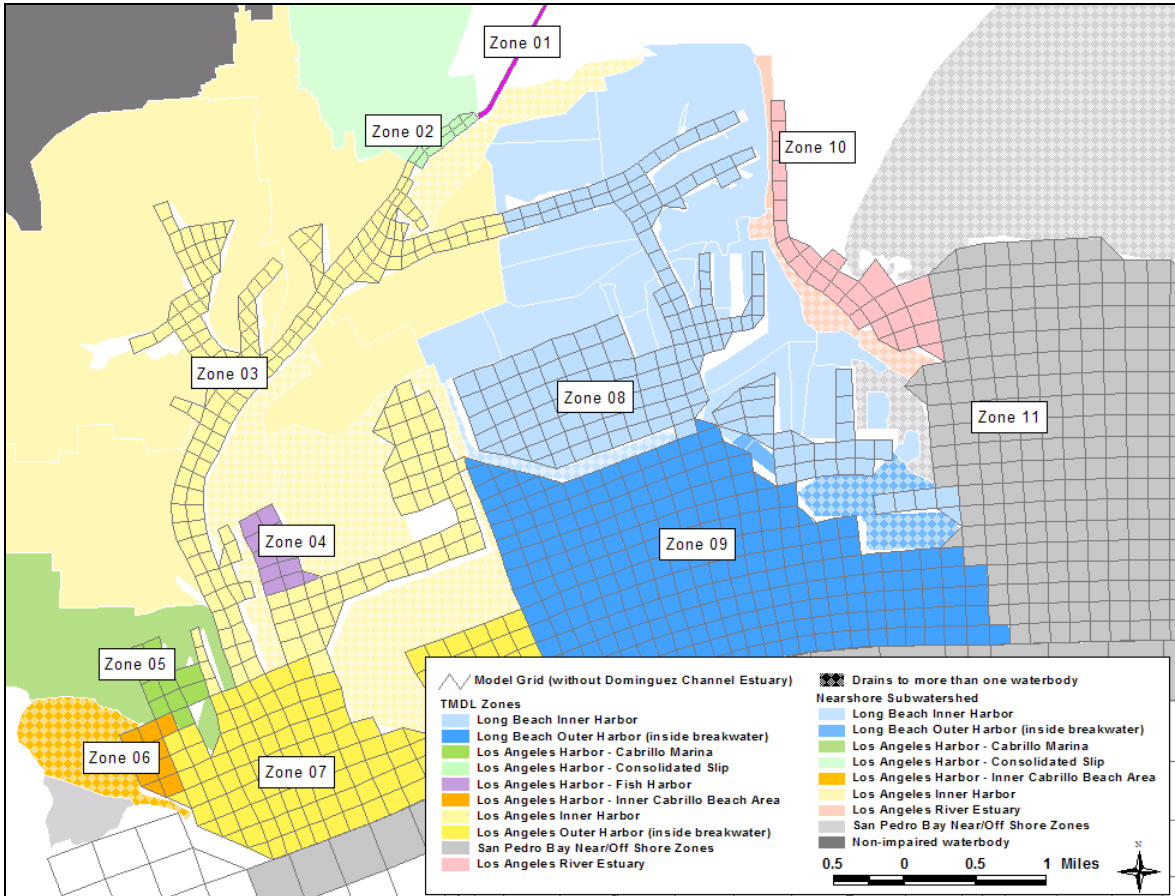 Zone 01
Zone 02
Zone 10
Zone 03
Zone 08
Zone 11
Zone 04
Zone 09
Zone 05
Zone 06
Zone 07
Model Grid (without Dominguez Channel Estuary)
TMDL Zones
Long Beach Inner Harbor
Long Beach Outer Harbor (inside breakwater)
Los Angeles Harbor - Cabrillo Marina
Los Angeles Harbor - Consolidated Slip
Los Angeles Harbor - Fish Harbor
Los Angeles Harbor - Inner Cabrillo Beach Area
Los Angeles Inner Harbor
Los Angeles Outer Harbor (inside breakwater)
San Pedro Bay Near/Off Shore Zones
Los Angeles River Estuary
Drains to more than one waterbody
Nearshore Subwatershed
Long Beach Inner Harbor
Long Beach Outer Harbor (inside breakwater)
Los Angeles Harbor - Cabrillo Marina
Los Angeles Harbor - Consolidated Slip
Los Angeles Harbor - Inner Cabrillo Beach Area
Los Angeles Inner Harbor
Los Angeles River Estuary
San Pedro Bay Near/Off Shore Zones
Non-impaired waterbody
0.5 0 0.5 1 Miles
N